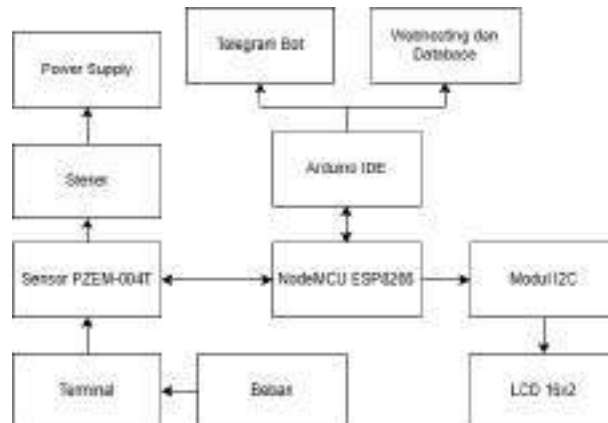 Telegram Bot
Webhosting dan
Database
Power Supply
Arduino IDE
Steker
Sensor PZEM-004T
NodeMCU ESP8266
Modul I2C
Terminal
Beban
LCD 16x2